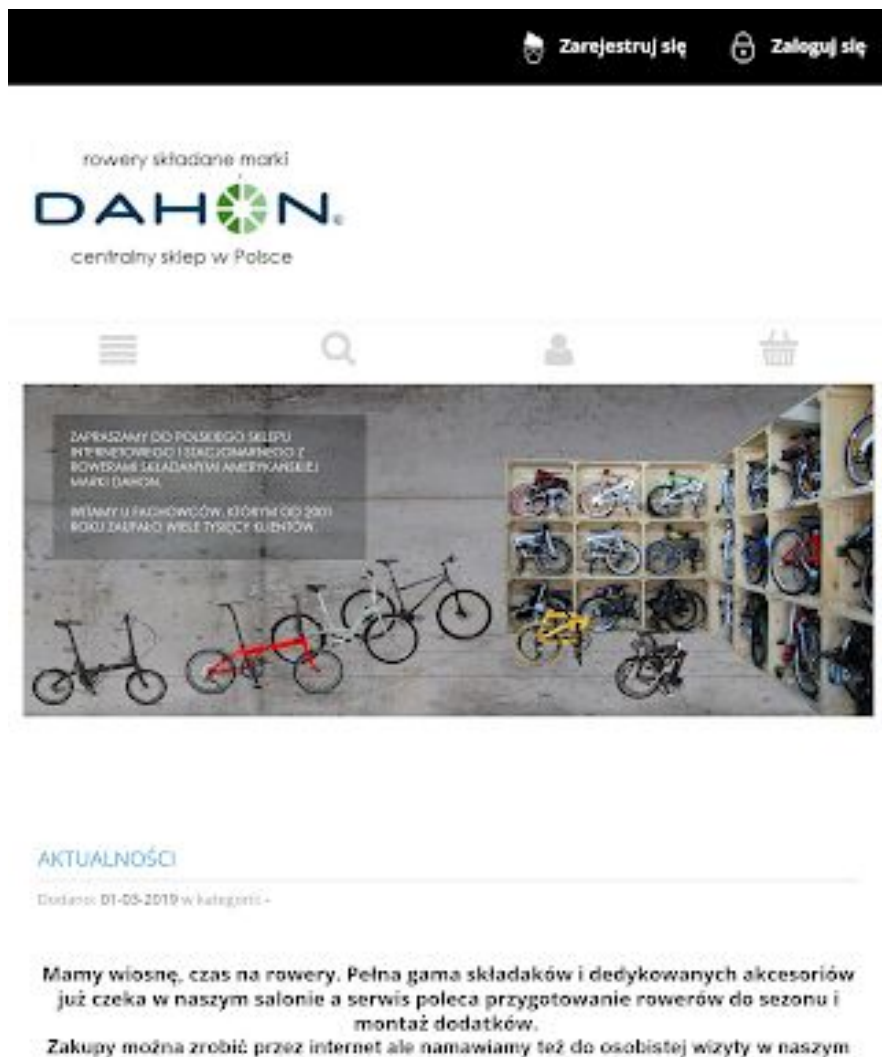 Zarejestruj się
Zaloguj się
rowery składane marki
DAHON®
centralny sklep w Polsce
ZAPRASZAMY DO POLSKIEGO SKLEPU
INTERNETOWEGO I STACJONARNEGO Z
ROWERAMI SKŁADANYMI AMERYKAŃSKIEJ
MARKI DAHON.
WITAMY U FACHOWCÓW, KTÓRYM OD 2001
ROKU ZAUFAŁO WIELE TYSIĘCY KLIENTÓW.
AKTUALNOŚCI
Dodano: 01-03-2019 w kategorii: -
Mamy wiosnę, czas na rowery. Pełna gama składaków i dedykowanych akcesoriów
już czeka w naszym salonie a serwis poleca przygotowanie rowerów do sezonu i
montaż dodatków.
Zakupy można zrobić przez internet ale namawiamy też do osobistej wizyty w naszym